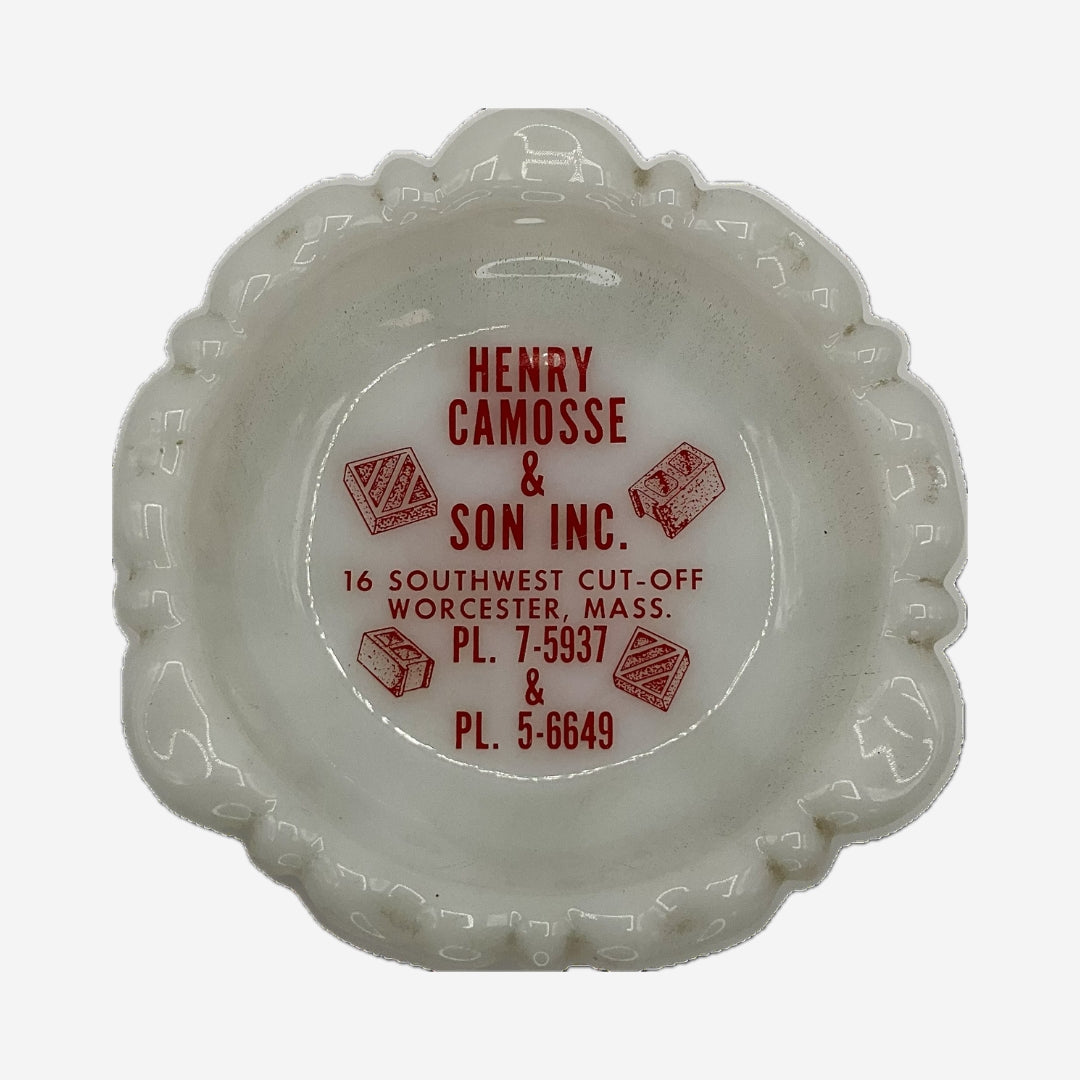 HENRY
CAMOSSE
&
SON INC.
16 SOUTHWEST CUT-OFF
WORCESTER, MASS.
PL. 7-5937
&
PL. 5-6649